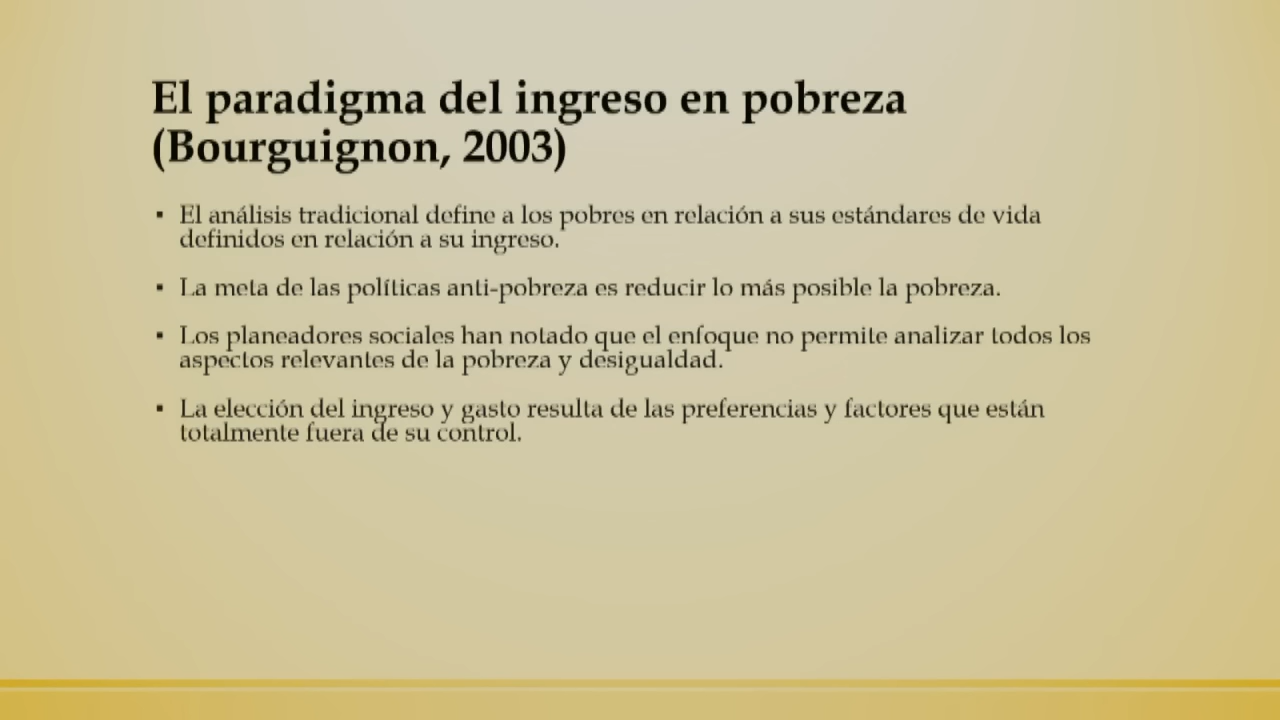 El paradigma del ingreso en pobreza
(Bourguignon, 2003)
▪ El análisis tradicional define a los pobres en relación a sus estándares de vida
definidos en relación a su ingreso.
▪ La meta de las políticas anti-pobreza es reducir lo más posible la pobreza.
▪ Los planeadores sociales han notado que el enfoque no permite analizar todos los
aspectos relevantes de la pobreza y desigualdad.
▪ La elección del ingreso y gasto resulta de las preferencias y factores que están
totalmente fuera de su control.